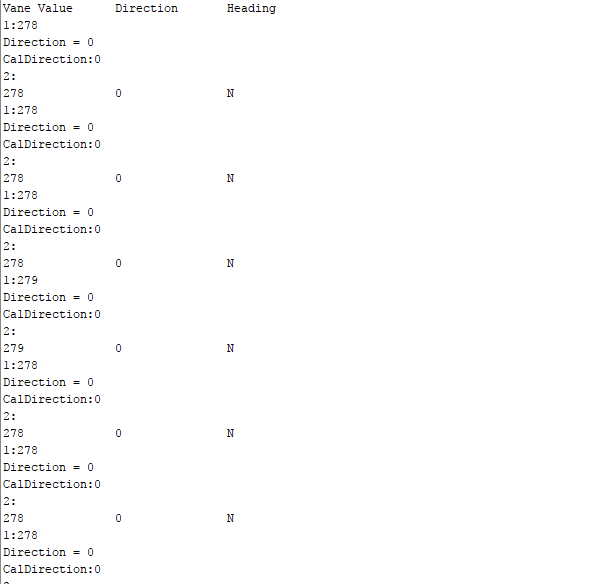 Vane Value Direction Heading
1:278
Direction = 0
CalDirection:0
2:
278 0 N
1:278
Direction = 0
CalDirection:0
2:
278 0 N
1:278
Direction = 0
CalDirection:0
2:
278 0 N
1:279
Direction = 0
CalDirection:0
2:
279 0 N
1:278
Direction = 0
CalDirection:0
2:
278 0 N
1:278
Direction = 0
CalDirection:0
2:
278 0 N
1:278
Direction = 0
CalDirection:0